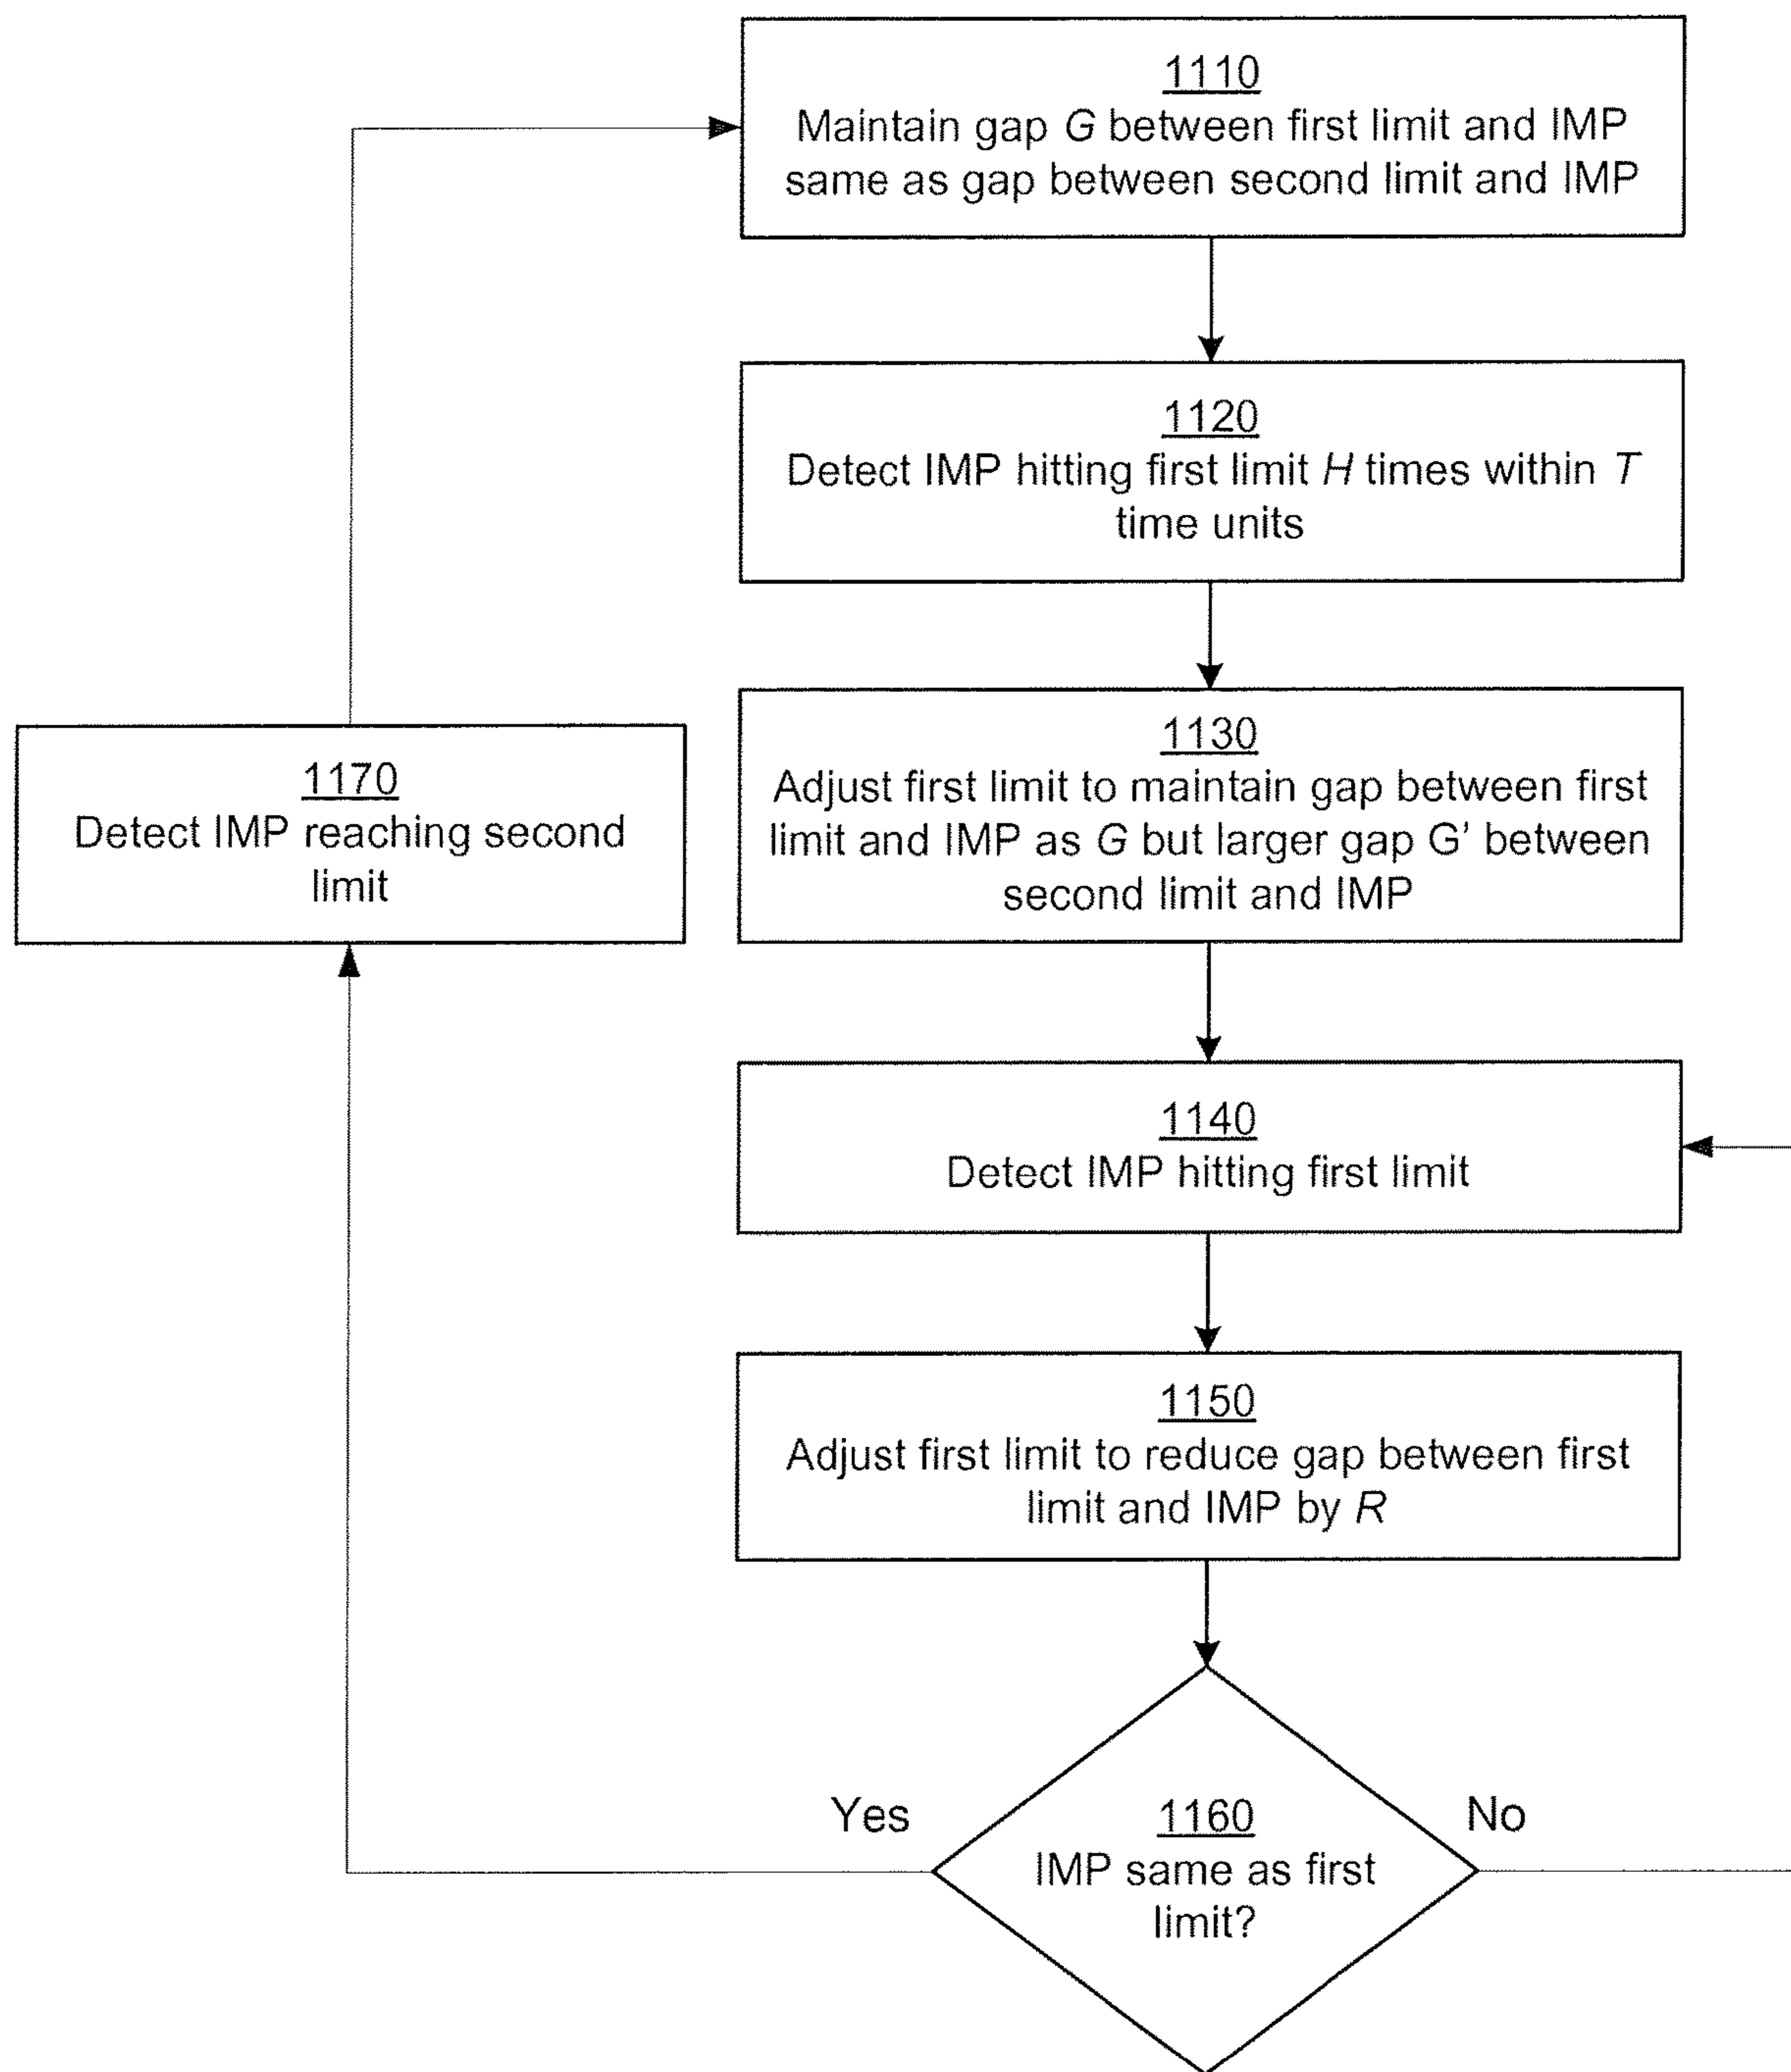 1110
Maintain gap G between first limit and IMP
same as gap between second limit and IMP
1120
Detect IMP hitting first limit H times within T
time units
1130
Adjust first limit to maintain gap between first
limit and IMP as G but larger gap G’ between
second limit and IMP
1170
Detect IMP reaching second
limit
1140
Detect IMP hitting first limit
1150
Adjust first limit to reduce gap between first
limit and IMP by R
Yes
1160
IMP same as first
limit?
No